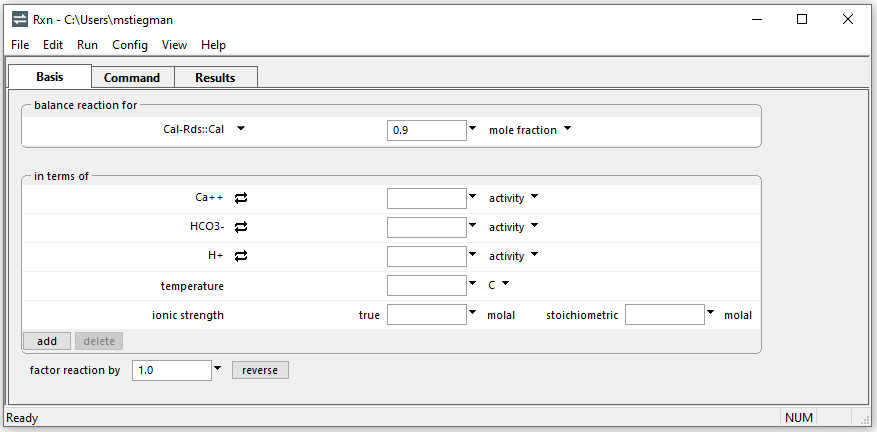 Rxn - C:\Users\mstiegman
File Edit Run Config View Help
Basis Command Results
balance reaction for
Cal-Rds::Cal 0.9 mole fraction
in terms of
Ca++ activity
HCO3- activity
H+ activity
temperature C
ionic strength true molal stoichiometric molal
add delete
factor reaction by 1.0 reverse
Ready NUM